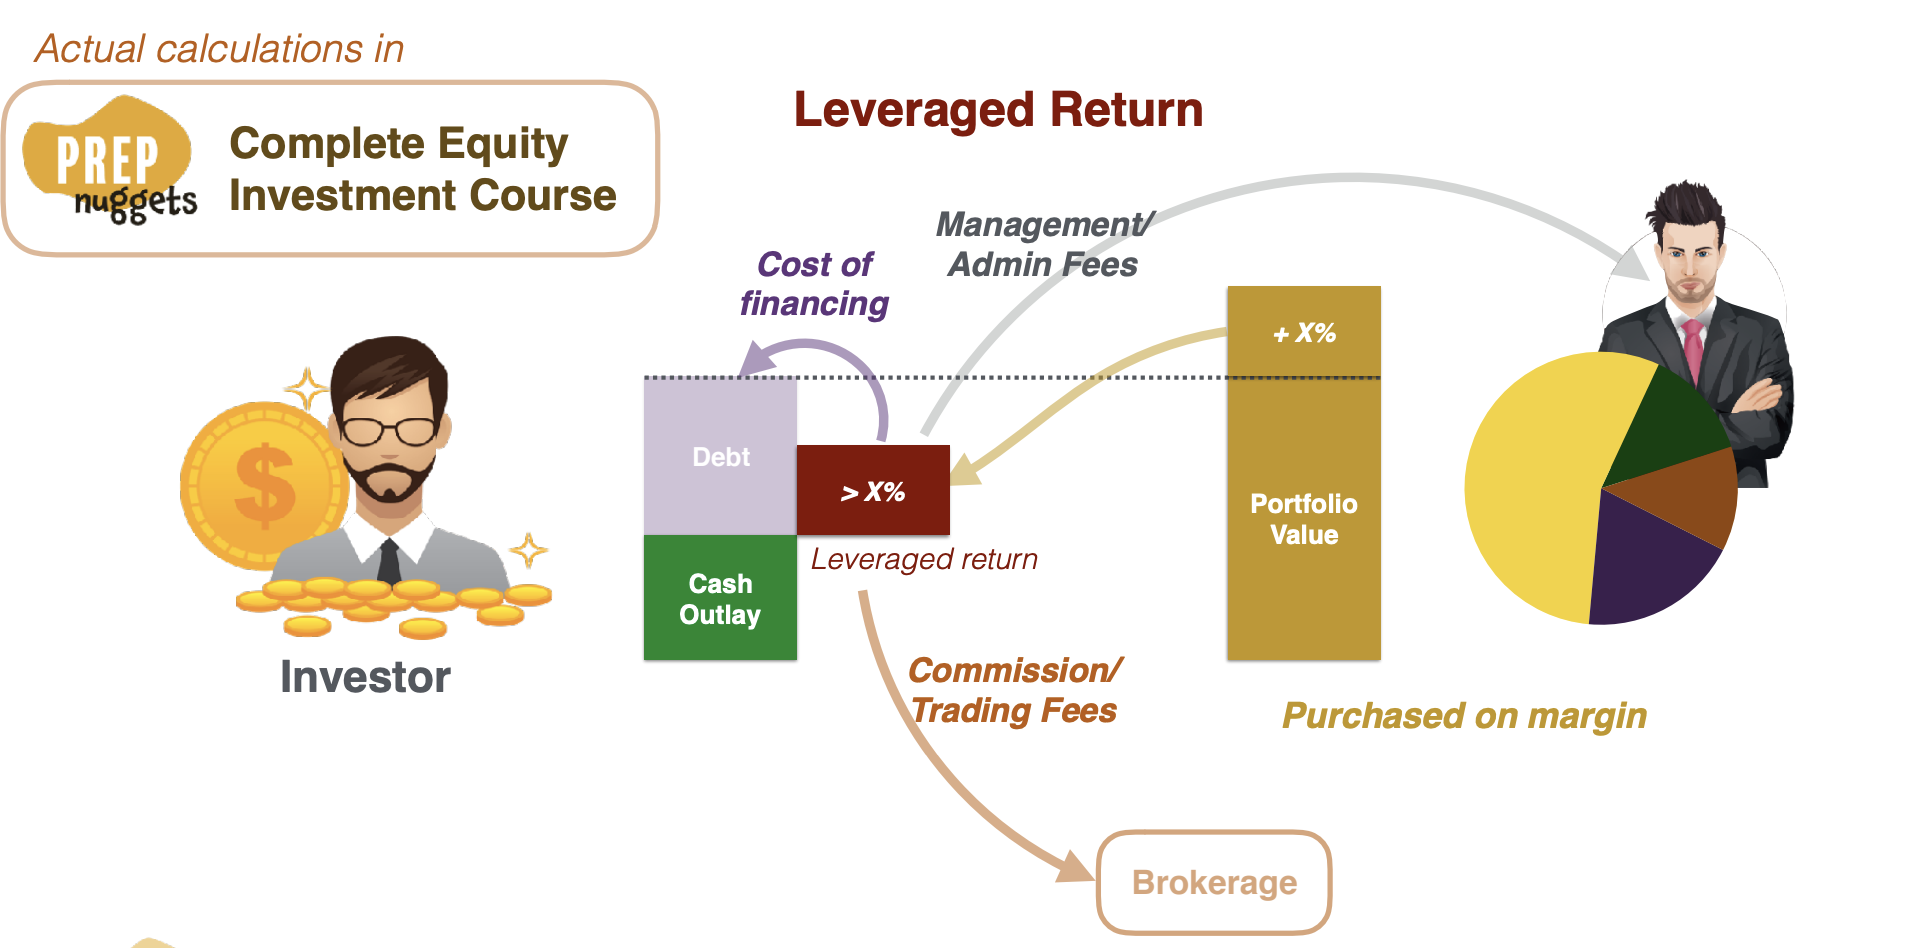 Actual calculations in
PREP
nuggets
Complete Equity
Investment Course
Leveraged Return
Management/
Admin Fees
Cost of
financing
+ X%
Debt
> X%
Portfolio
Value
Leveraged return
Cash
Outlay
$
Investor
Commission/
Trading Fees
Purchased on margin
Brokerage